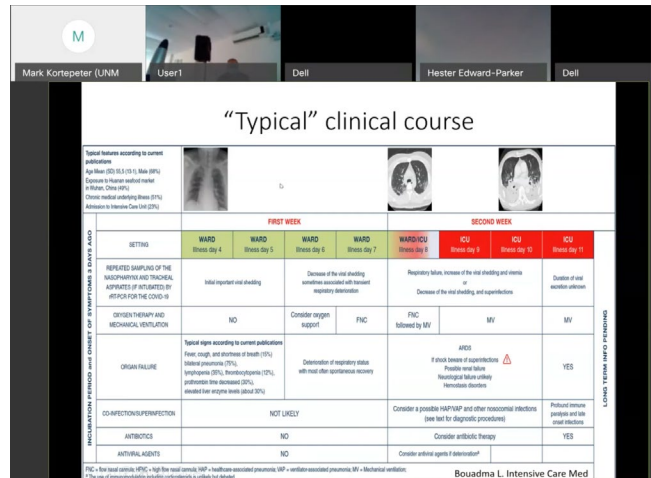 M
Mark Kortepeter (UNM
User1
Dell
Hester Edward-Parker
Dell
"Typical" clinical course
Typical features according to current
publications
Age Mean (SD) 55,5 (13-1), Male (68%)
Exposure to Huanan seafood market
in Wuhan, China (49%)
Chronic medical underlying illness (51%)
Admission to Intensive Care Unit (23%)
FIRST WEEK
SECOND WEEK
INCUBATION PERIOD and ONSET OF SYMPTOMS 3 DAYS AGO
SETTING
WARD
Illness day 4
WARD
Illness day 5
WARD
Illness day 6
WARD
Illness day 7
WARD/ICU
Illness day 8
ICU
Illness day 9
ICU
Illness day 10
ICU
Illness day 11
REPEATED SAMPLING OF THE
NASOPHARYNX AND TRACHEAL
ASPIRATES (IF INTUBATED) BY
rRT-PCR FOR THE COVID-19
Initial important viral shedding
Decrease of the viral shedding
sometimes associated with transient
respiratory deterioration
Respiratory failure, increase of the viral shedding and viremia
or
Decrease of the viral shedding, and superinfections
Duration of viral
excretion unknown
OXYGEN THERAPY AND
MECHANICAL VENTILATION
NO
Consider oxygen
support
FNC
FNC
followed by MV
MV
MV
ORGAN FAILURE
Typical signs according to current publications
Fever, cough, and shortness of breath (15%)
bilateral pneumonia (75%),
lymphopenia (35%), thrombocytopenia (12%),
prothrombin time decreased (30%),
elevated liver enzyme levels (about 30%)
Deterioration of respiratory status
with most often spontaneous recovery
ARDS
If shock beware of superinfections
Possible renal failure
Neurological failure unlikely
Hemostasis disorders
YES
LONG TERM INFO PENDING
CO-INFECTION/SUPERINFECTION
NOT LIKELY
Consider a possible HAP/VAP and other nosocomial infections
(see text for diagnostic procedures)
Profound immune
paralysis and late
onset infections
ANTIBIOTICS
NO
Consider antibiotic therapy
YES
ANTIVIRAL AGENTS
NO
Consider antiviral agents if deterioration
FNC = flow nasal cannula; HFNC = high flow nasal cannula; HAP = healthcare-associated pneumonia; VAP = ventilator-associated pneumonia; MV = Mechanical ventilation;
The use of immunomodulation including corticosteroids is unlikely but debated
Bouadma L. Intensive Care Med